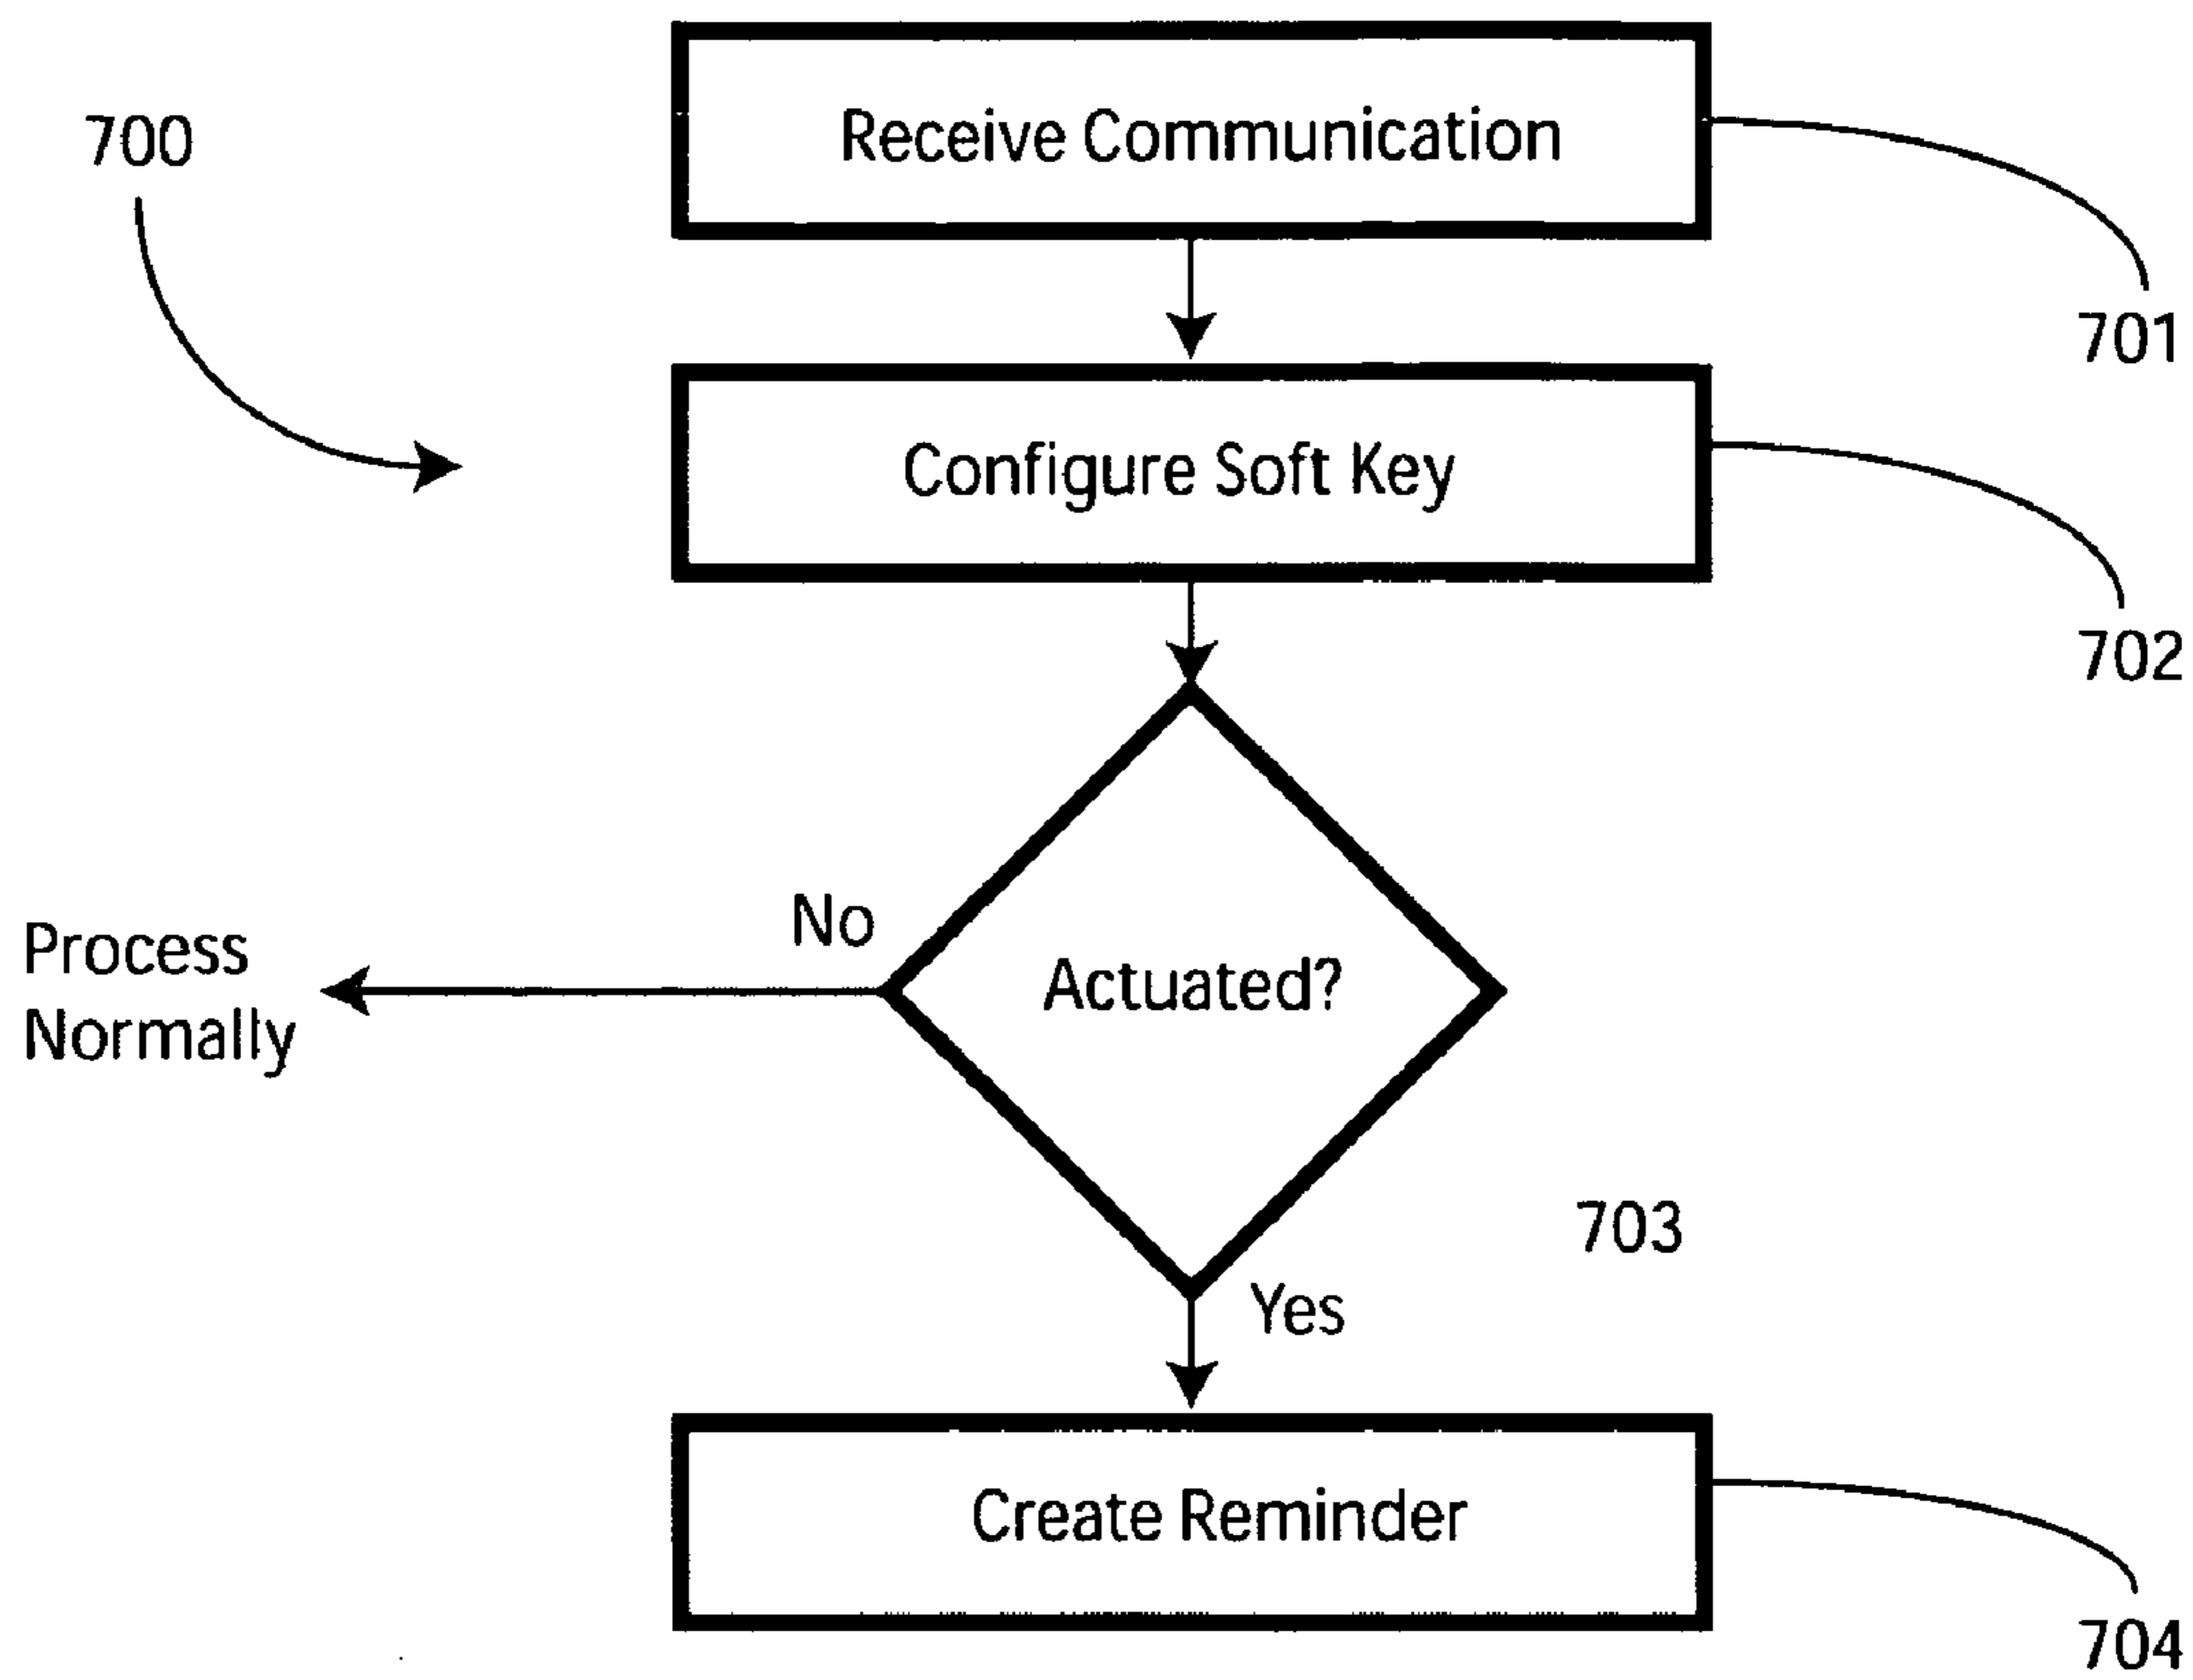 Receive Communication
700
701
Configure Soft Key
702
No
Process
Normally
Actuated?
703
Yes
Create Reminder
704